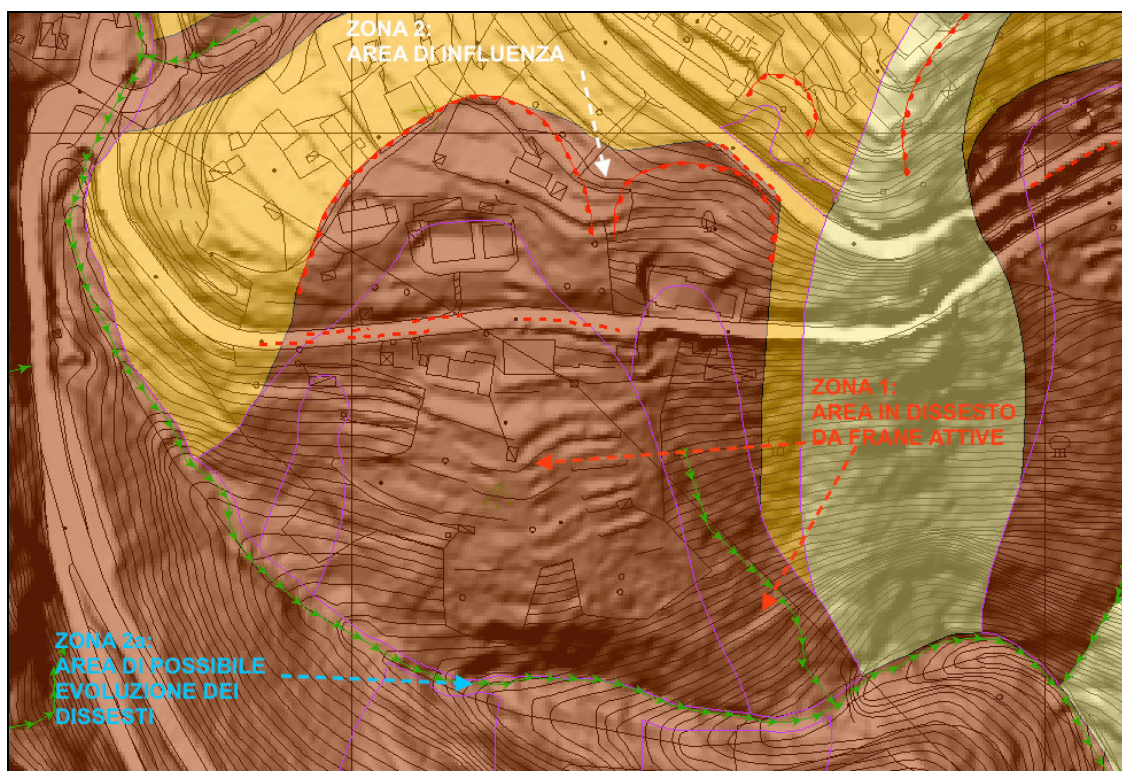 ZONA 2:
AREA DI INFLUENZA
ZONA 1:
AREA IN DISSESTO
DA FRANE ATTIVE
ZONA 2a:
AREA DI POSSIBILE
EVOLUZIONE DEI
DISSESTI